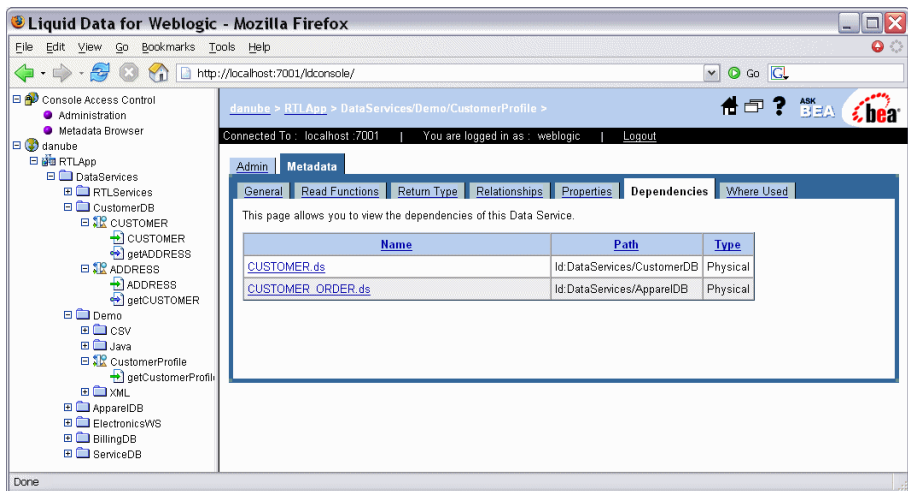 Liquid Data for Weblogic - Mozilla Firefox
File Edit View Go Bookmarks Tools Help
http://localhost:7001/ldconsole/ Go
Console Access Control
Administration
Metadata Browser
danube
RTLApp
DataServices
RTLServices
CustomerDB
CUSTOMER
CUSTOMER
getADDRESS
ADDRESS
ADDRESS
getCUSTOMER
Demo
CSV
Java
CustomerProfile
getCustomerProfil
XML
ApparelDB
ElectronicsWS
BillingDB
ServiceDB
danube > RTLApp > DataServices/Demo/CustomerProfile >
? ASK BEA bea
Connected To : localhost :7001 | You are logged in as : weblogic | Logout
Admin Metadata
General Read Functions Return Type Relationships Properties Dependencies Where Used
This page allows you to view the dependencies of this Data Service.
Name Path Type
CUSTOMER.ds ld:DataServices/CustomerDB Physical
CUSTOMER_ORDER.ds ld:DataServices/ApparelDB Physical
Done